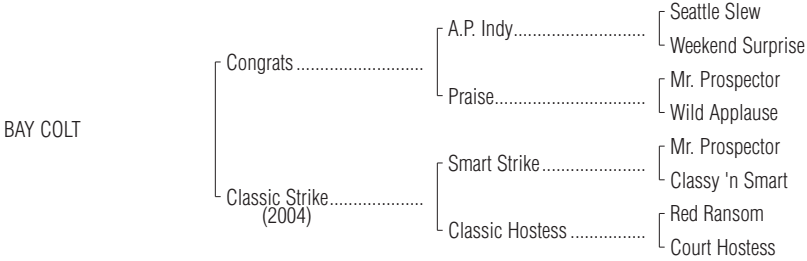 Seattle Slew
A.P. Indy............................
Weekend Surprise
Congrats ...........................
Mr. Prospector
Praise................................
Wild Applause
BAY COLT
Mr. Prospector
Smart Strike......................
Classy 'n Smart
Classic Strike....................
(2004)
Red Ransom
Classic Hostess ................
Court Hostess